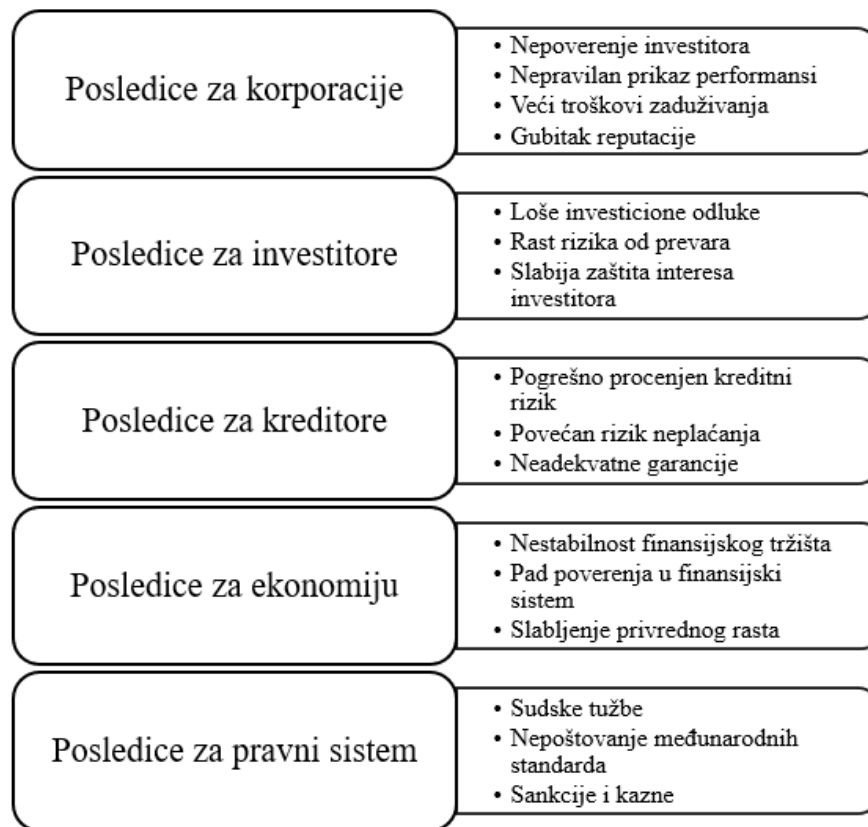 Posledice za korporacije
• Nepoverenje investitora
• Nepravilan prikaz performansi
• Veći troškovi zaduživanja
• Gubitak reputacije
Posledice za investitore
• Loše investicione odluke
• Rast rizika od prevara
• Slabija zaštita interesa
investitora
Posledice za kreditore
• Pogrešno procenjen kreditni
rizik
• Povećan rizik neplaćanja
• Neadekvatne garancije
Posledice za ekonomiju
• Nestabilnost finansijskog tržišta
• Pad poverenja u finansijski
sistem
• Slabljenje privrednog rasta
Posledice za pravni sistem
• Sudske tužbe
• Nepoštovanje međunarodnih
standarda
• Sankcije i kazne